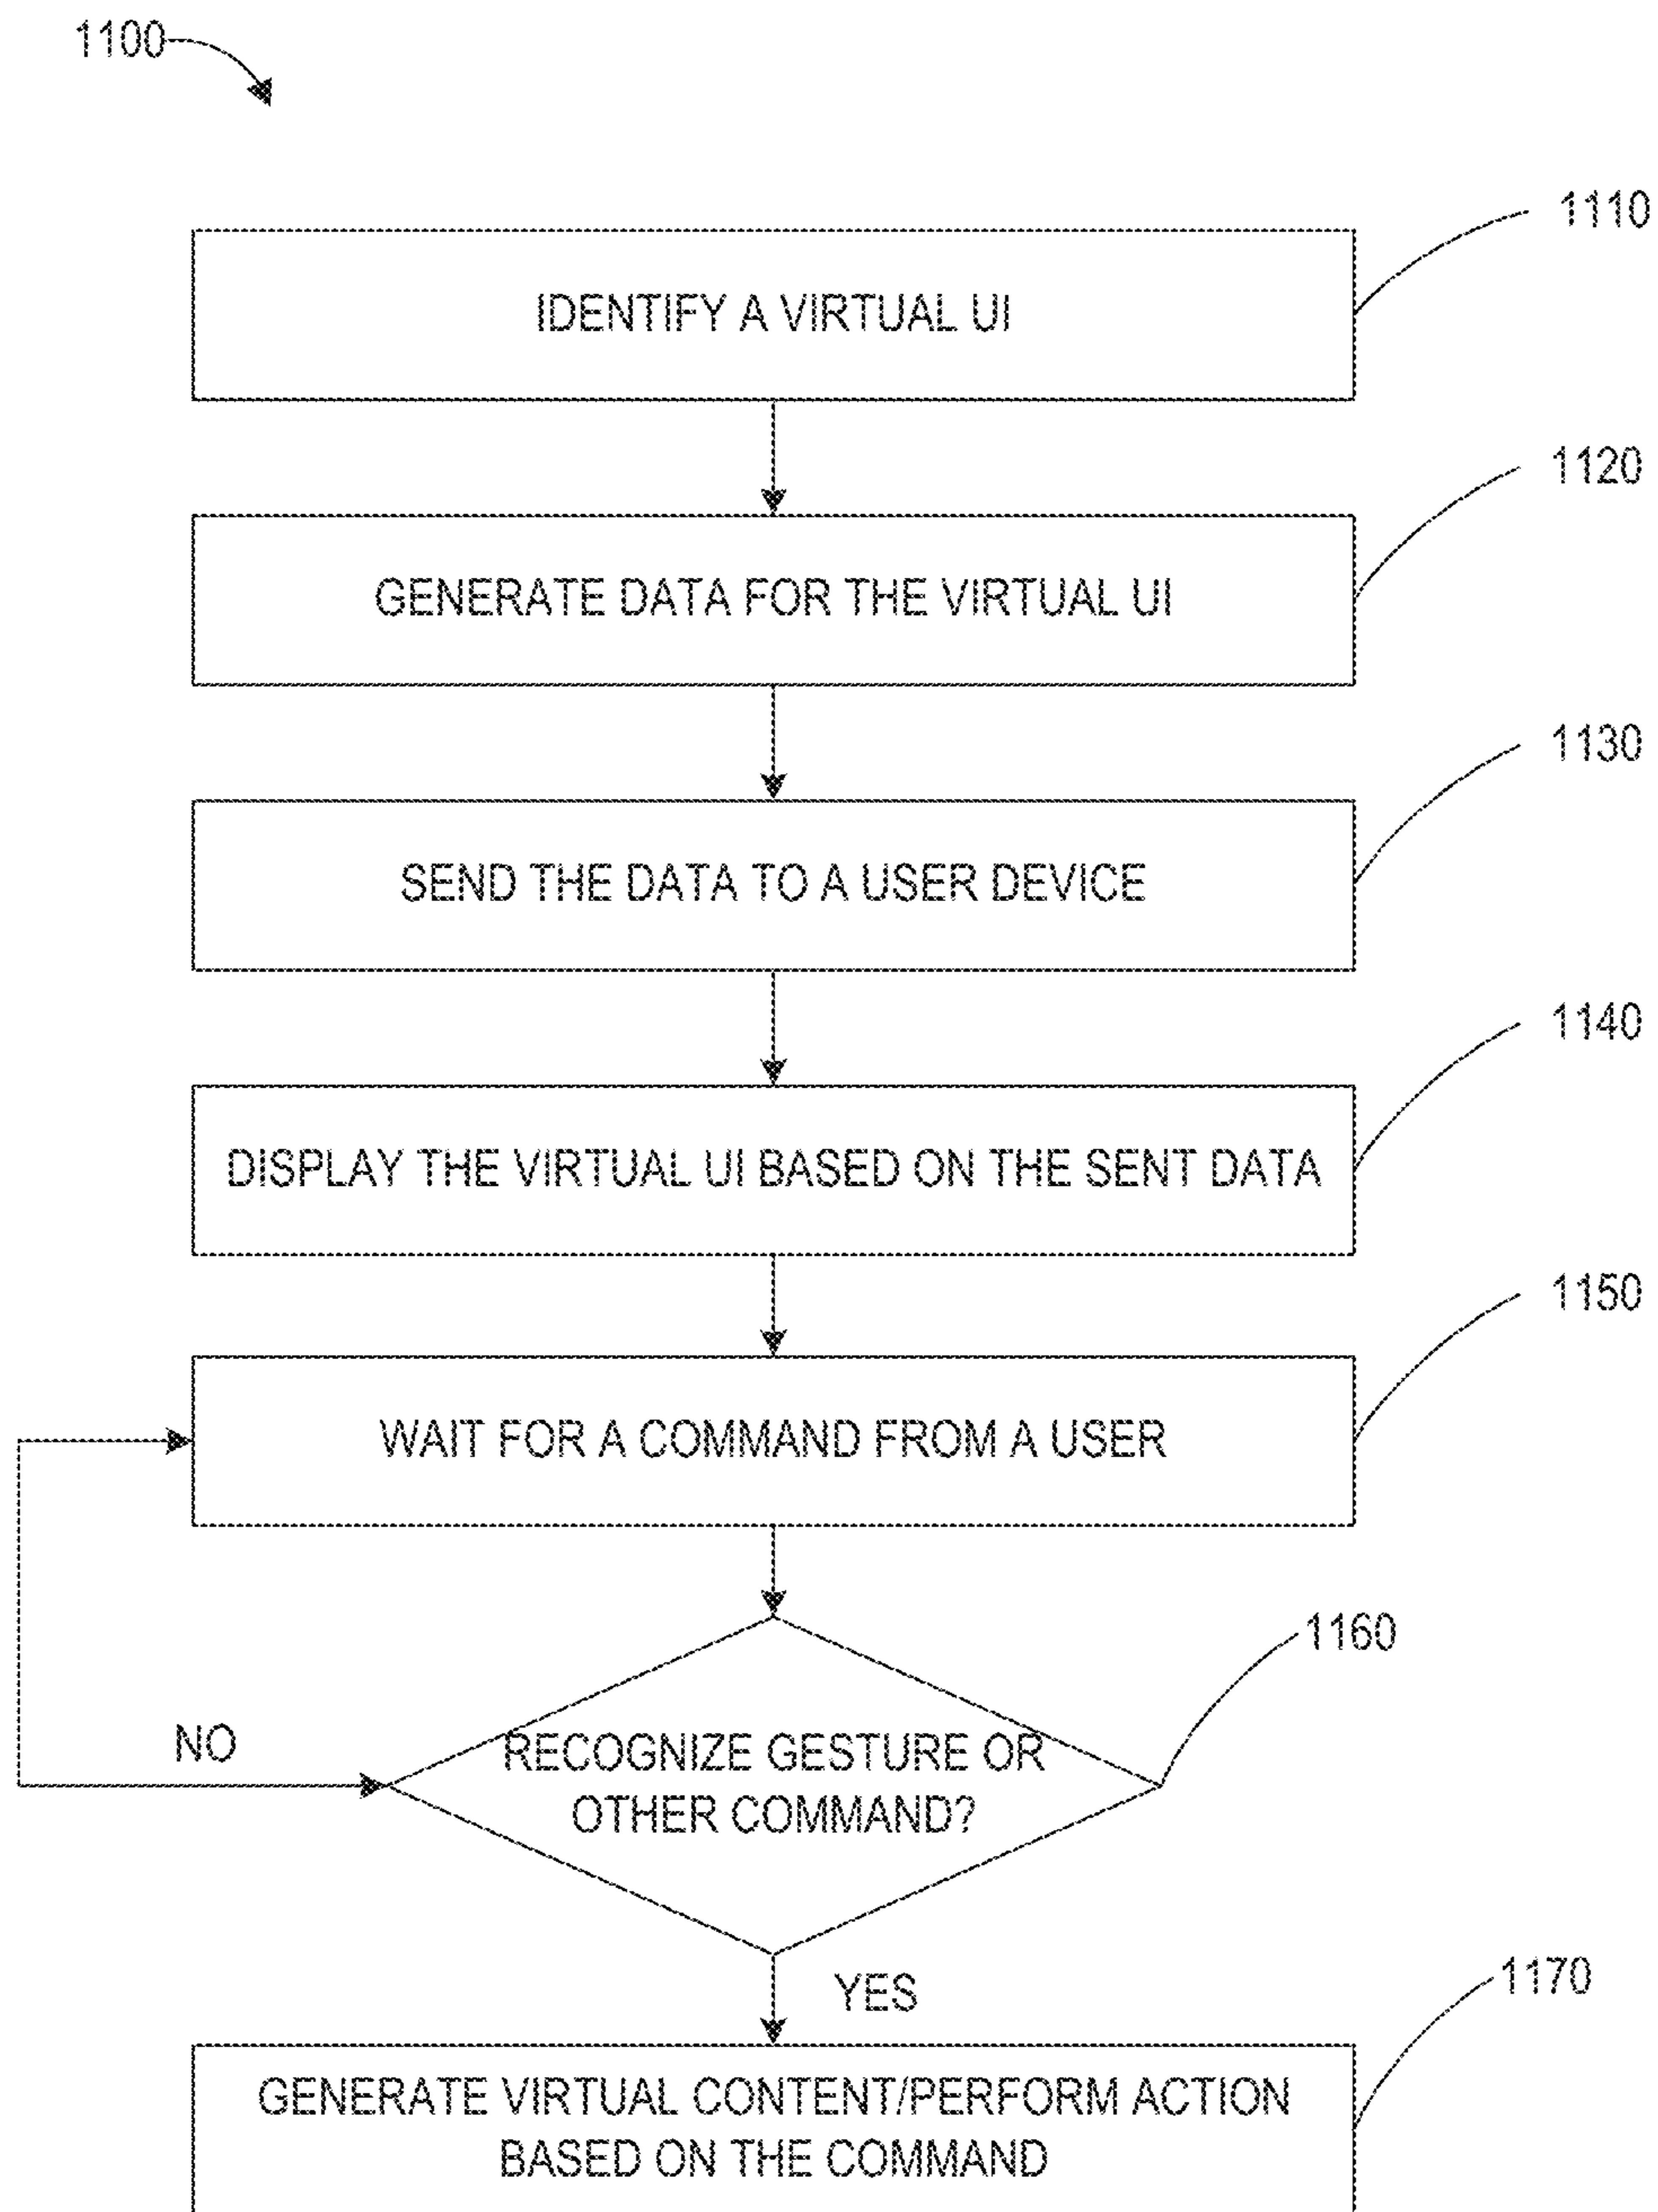 1100
1110
IDENTIFY A VIRTUAL UI
1120
GENERATE DATA FOR THE VIRTUAL UI
1130
SEND THE DATA TO A USER DEVICE
1140
DISPLAY THE VIRTUAL UI BASED ON THE SENT DATA
1150
WAIT FOR A COMMAND FROM A USER
1160
NO
RECOGNIZE GESTURE OR
OTHER COMMAND?
YES
1170
GENERATE VIRTUAL CONTENT/PERFORM ACTION
BASED ON THE COMMAND